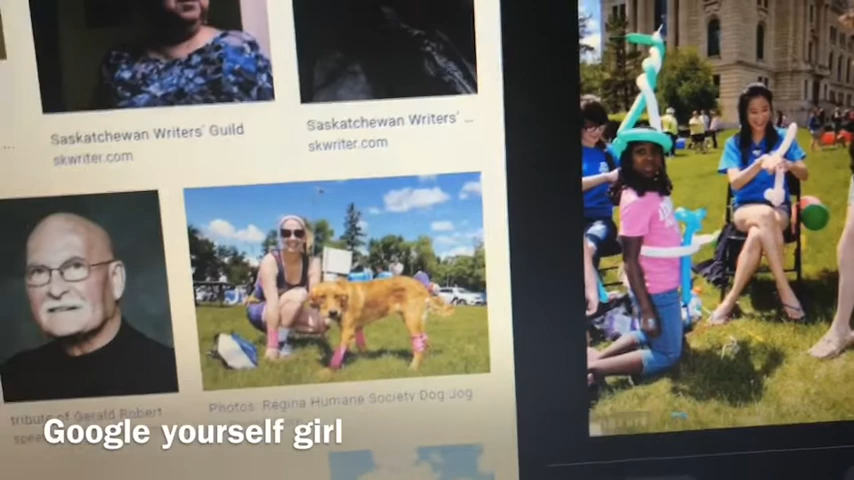 Saskatchewan Writers' Guild
skwriter.com
Saskatchewan Writers' ...
skwriter.com
tribute of Gerald Robert
Photos: Regina Humane Society Dog Jog
Google yourself girl